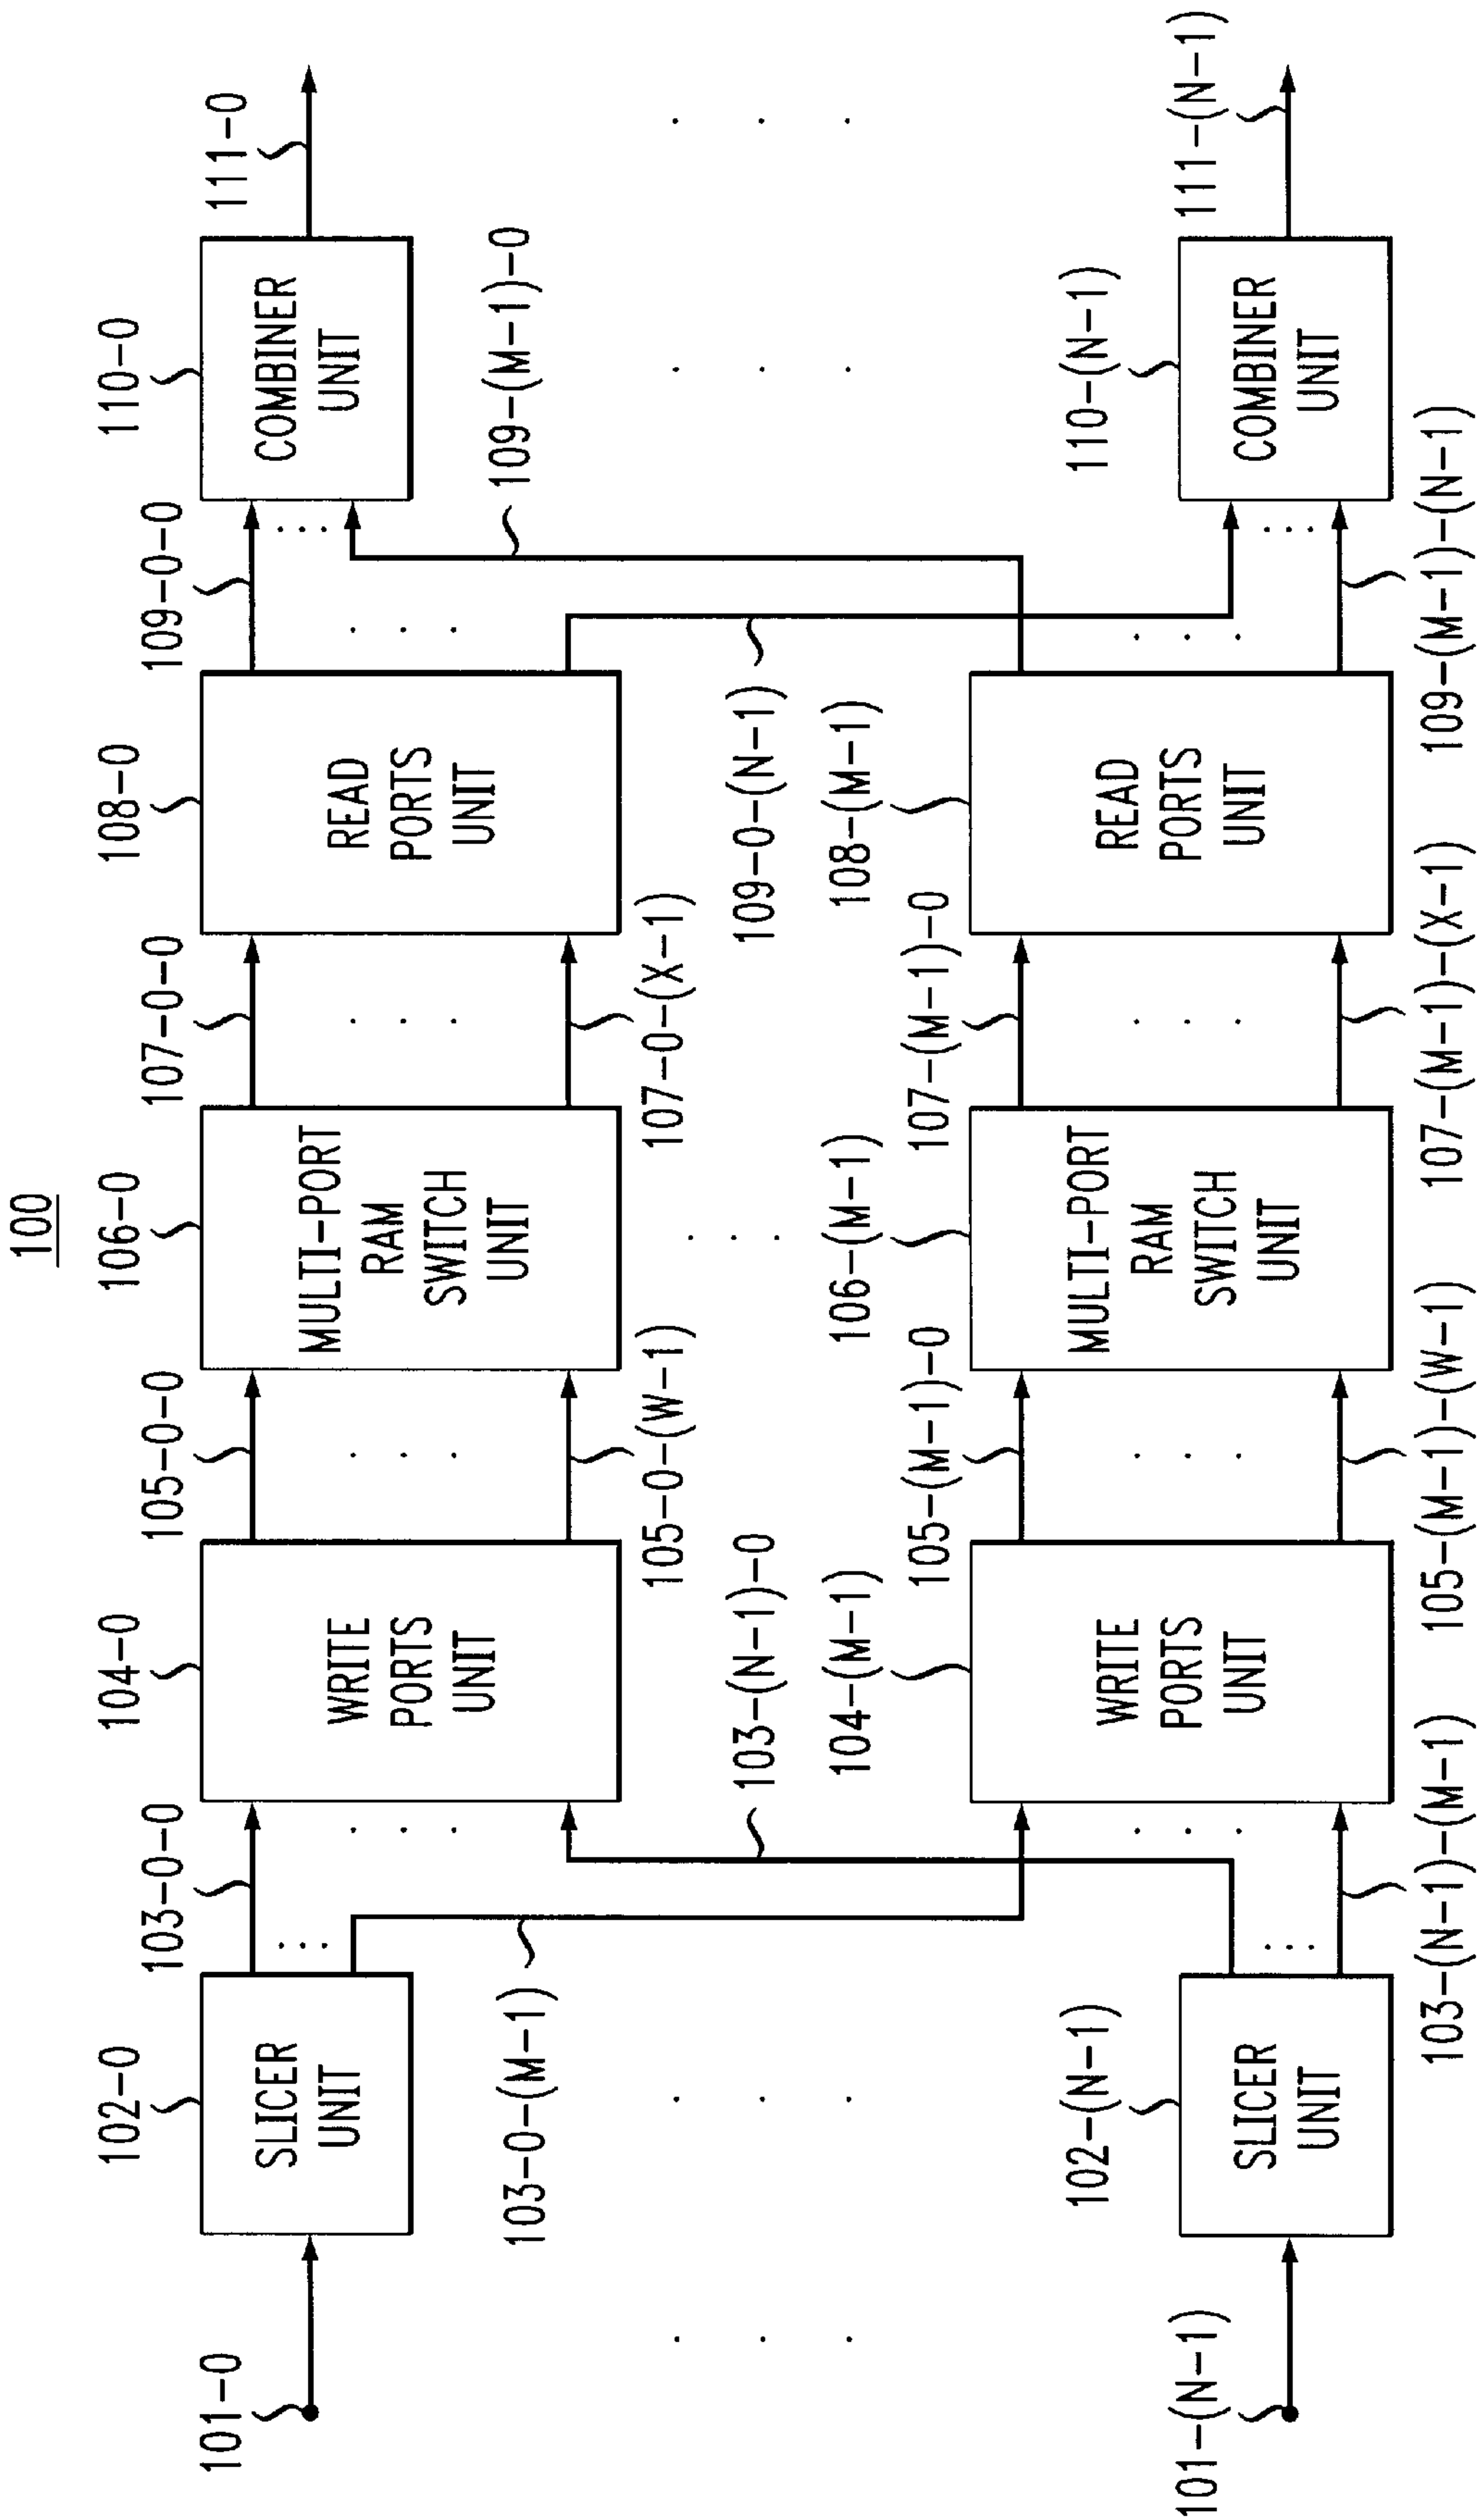 100
101-0
102-0
SLICER
UNIT
103-0-0
103-0-(M-1)
104-0
WRITE
PORTS
UNIT
105-0-0
105-0-(W-1)
106-0
MULTI-PORT
RAM
SWITCH
UNIT
107-0-0
107-0-(X-1)
108-0
READ
PORTS
UNIT
109-0-0
109-(M-1)-0
110-0
COMBINER
UNIT
111-0
101-(N-1)
102-(N-1)
SLICER
UNIT
103-(N-1)-0
103-(N-1)-(M-1)
104-(M-1)
WRITE
PORTS
UNIT
105-(M-1)-0
105-(M-1)-(W-1)
106-(M-1)
MULTI-PORT
RAM
SWITCH
UNIT
107-(M-1)-0
107-(M-1)-(X-1)
108-(M-1)
READ
PORTS
UNIT
109-0-(N-1)
109-(M-1)-(N-1)
110-(N-1)
COMBINER
UNIT
111-(N-1)